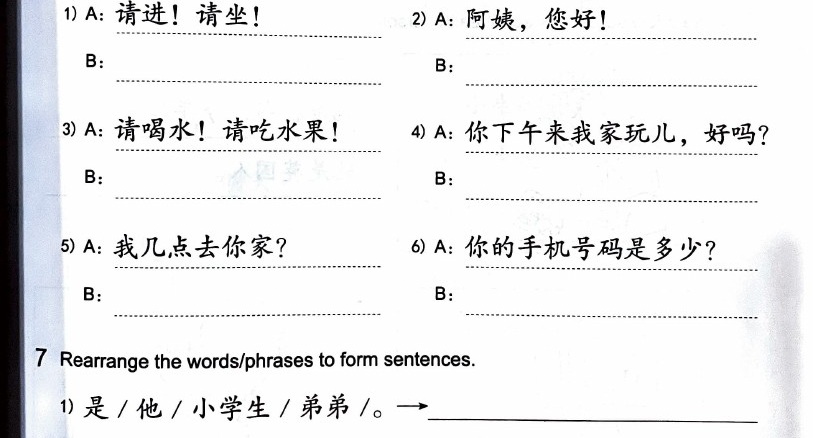 1) A: 请进！请坐！
B:
2) A: 阿姨，您好！
B:
3) A: 请喝水！请吃水果！
B:
4) A: 你下午来我家玩儿，好吗？
B:
5) A: 我几点去你家？
B:
6) A: 你的手机号码是多少？
B:
7 Rearrange the words/phrases to form sentences.
1) 是 / 他 / 小学生 / 弟弟 /。→